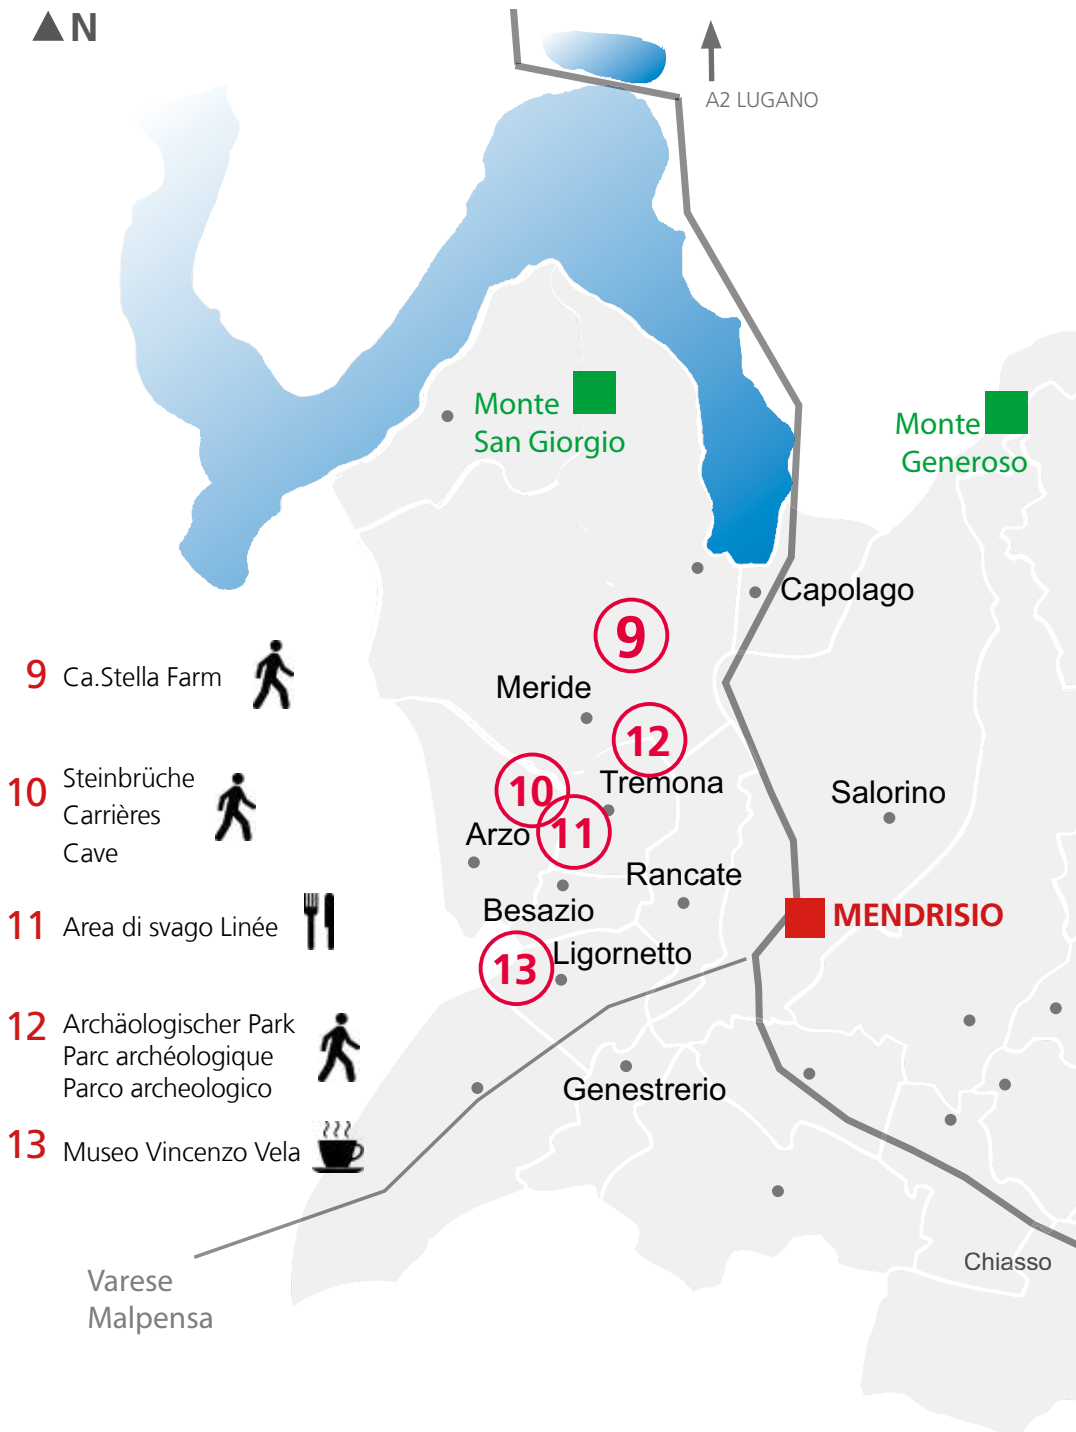 N
A2 LUGANO
Monte
San Giorgio
Monte
Generoso
Capolago
9
Meride
12
10
Tremona
11
Arzo
Salorino
Rancate
Besazio
MENDRISIO
13
Ligornetto
Genestrerio
Chiasso
Varese
Malpensa
9 Ca.Stella Farm
10 Steinbrüche
Carrières
Cave
11 Area di svago Linée
12 Archäologischer Park
Parc archéologique
Parco archeologico
13 Museo Vincenzo Vela